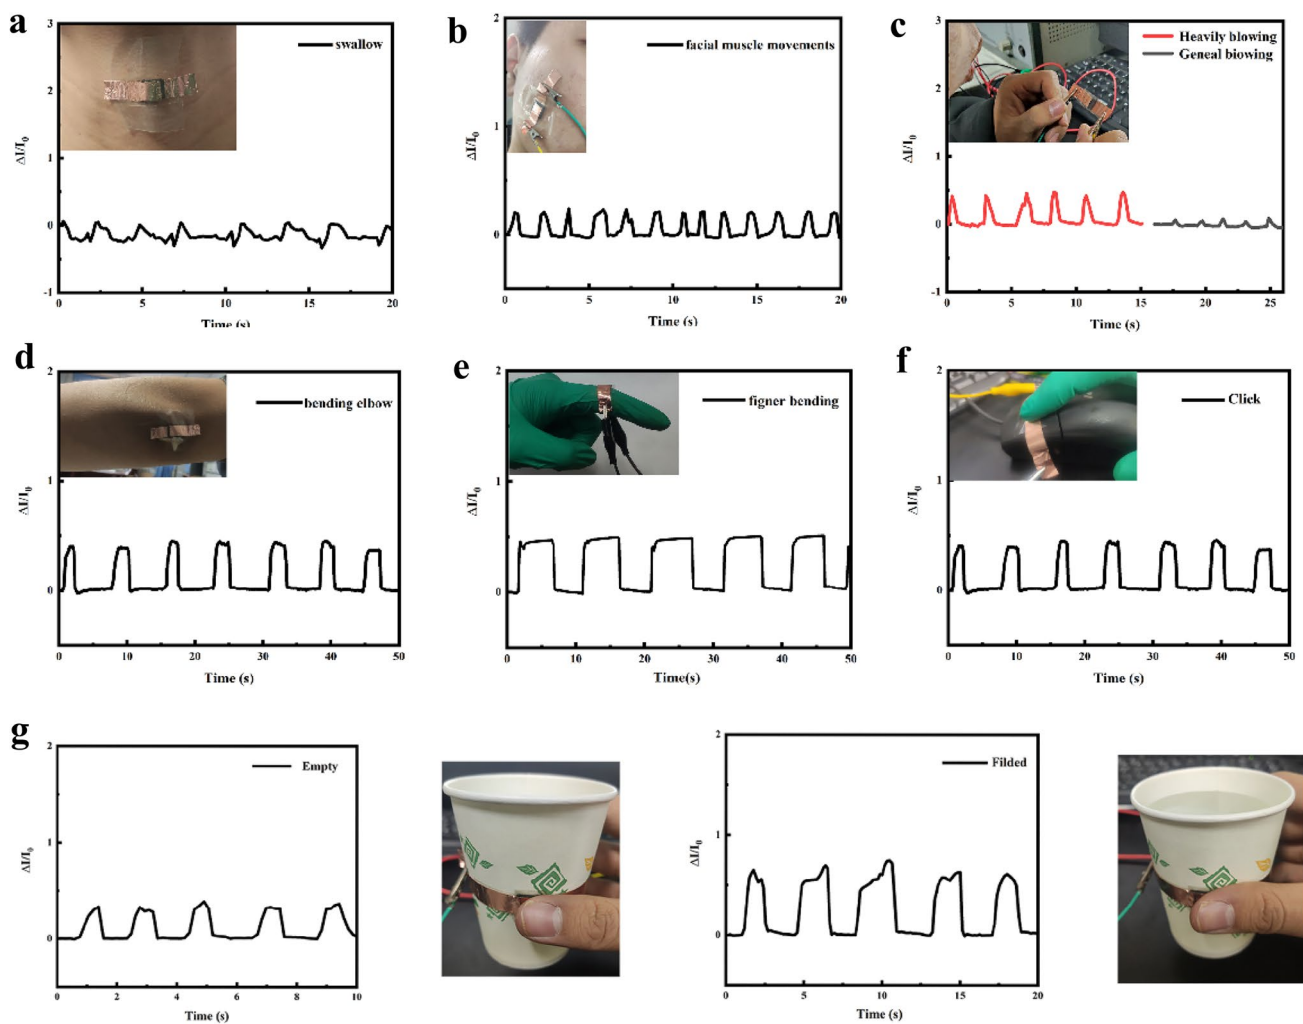 a
3
2
1
0
-1
ΔI/I0
swallow
0
5
10
15
20
Time (s)
b
2
1
0
ΔI/I0
facial muscle movements
0
5
10
15
20
Time (s)
c
3
2
1
0
-1
ΔI/I0
Heavily blowing
Geneal biowing
0
5
10
15
20
25
Time (s)
d
2
1
0
ΔI/I0
bending elbow
0
10
20
30
40
50
Time (s)
e
2
1
0
ΔI/I0
figner bending
0
10
20
30
40
50
Time(s)
f
2
1
0
ΔI/I0
Click
0
10
20
30
40
50
Time (s)
g
2
1
0
ΔI/I0
Empty
0
2
4
6
8
10
Time (s)
2
1
0
ΔI/I0
Filded
0
5
10
15
20
Time (s)